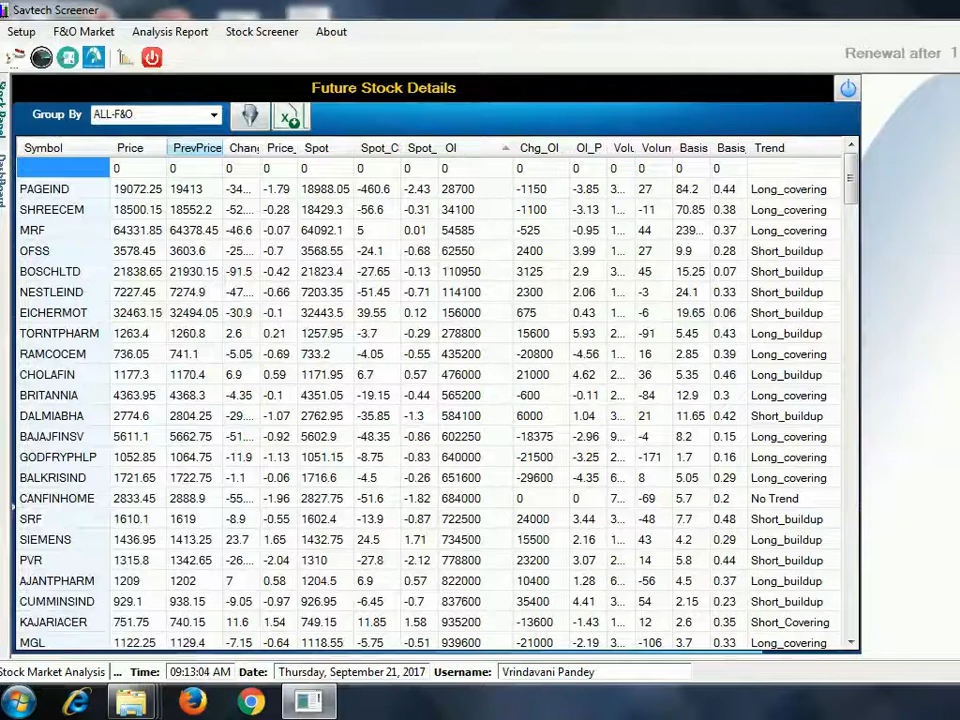 Savtech Screener
Setup F&O Market Analysis Report Stock Screener About
Renewal after 1
Stock Panel
DashBoard
Future Stock Details
Group By ALL-F&O
Symbol Price PrevPrice Chang Price_ Spot Spot_C Spot_ OI Chg_OI OI_P Volu Volum Basis Basis_ Trend
0 0 0 0 0 0 0 0 0 0 0 0 0 0
PAGEIND 19072.25 19413 -34... -1.79 18988.05 -460.6 -2.43 28700 -1150 -3.85 3... 27 84.2 0.44 Long_covering
SHREECEM 18500.15 18552.2 -52.... -0.28 18429.3 -56.6 -0.31 34100 -1100 -3.13 3... -11 70.85 0.38 Long_covering
MRF 64331.85 64378.45 -46.6 -0.07 64092.1 5 0.01 54585 -525 -0.95 1... 44 239... 0.37 Long_covering
OFSS 3578.45 3603.6 -25.... -0.7 3568.55 -24.1 -0.68 62550 2400 3.99 1... 27 9.9 0.28 Short_buildup
BOSCHLTD 21838.65 21930.15 -91.5 -0.42 21823.4 -27.65 -0.13 110950 3125 2.9 3... 45 15.25 0.07 Short_buildup
NESTLEIND 7227.45 7274.9 -47.... -0.66 7203.35 -51.45 -0.71 114100 2300 2.06 3... -3 24.1 0.33 Short_buildup
EICHERMOT 32463.15 32494.05 -30.9 -0.1 32443.5 39.55 0.12 156000 675 0.43 1... -6 19.65 0.06 Short_buildup
TORNTPHARM 1263.4 1260.8 2.6 0.21 1257.95 -3.7 -0.29 278800 15600 5.93 2... -91 5.45 0.43 Long_buildup
RAMCOCEM 736.05 741.1 -5.05 -0.69 733.2 -4.05 -0.55 435200 -20800 -4.56 1... 16 2.85 0.39 Long_covering
CHOLAFIN 1177.3 1170.4 6.9 0.59 1171.95 6.7 0.57 476000 21000 4.62 2... 36 5.35 0.46 Long_buildup
BRITANNIA 4363.95 4368.3 -4.35 -0.1 4351.05 -19.15 -0.44 565200 -600 -0.11 2... -84 12.9 0.3 Long_covering
DALMIABHA 2774.6 2804.25 -29.... -1.07 2762.95 -35.85 -1.3 584100 6000 1.04 3... 21 11.65 0.42 Short_buildup
BAJAJFINSV 5611.1 5662.75 -51.... -0.92 5602.9 -48.35 -0.86 602250 -18375 -2.96 9... -4 8.2 0.15 Long_covering
GODFRYPHLP 1052.85 1064.75 -11.9 -1.13 1051.15 -8.75 -0.83 640000 -21500 -3.25 2... -171 1.7 0.16 Long_covering
BALKRISIND 1721.65 1722.75 -1.1 -0.06 1716.6 -4.5 -0.26 651600 -29600 -4.35 6... 8 5.05 0.29 Long_covering
CANFINHOME 2833.45 2888.9 -55.... -1.96 2827.75 -51.6 -1.82 684000 0 0 7... -69 5.7 0.2 No Trend
SRF 1610.1 1619 -8.9 -0.55 1602.4 -13.9 -0.87 722500 24000 3.44 2... -48 7.7 0.48 Short_buildup
SIEMENS 1436.95 1413.25 23.7 1.65 1432.75 24.5 1.71 734500 15500 2.16 2... 43 4.2 0.29 Long_buildup
PVR 1315.8 1342.65 -26.... -2.04 1310 -27.8 -2.12 778800 23200 3.07 2... 14 5.8 0.44 Short_buildup
AJANTPHARM 1209 1202 7 0.58 1204.5 6.9 0.57 822000 10400 1.28 6... -56 4.5 0.37 Long_buildup
CUMMINSIND 929.1 938.15 -9.05 -0.97 926.95 -6.45 -0.7 837600 35400 4.41 2... 54 2.15 0.23 Short_buildup
KAJARIACER 751.75 740.15 11.6 1.54 749.15 11.85 1.58 935200 -13600 -1.43 4... 12 2.6 0.35 Short_Covering
MGL 1122.25 1129.4 -7.15 -0.64 1118.55 -5.75 -0.51 939600 -21000 -2.19 3... -106 3.7 0.33 Long_covering
Stock Market Analysis ... Time: 09:13:04 AM Date: Thursday, September 21, 2017 Username: Vrindavani Pandey